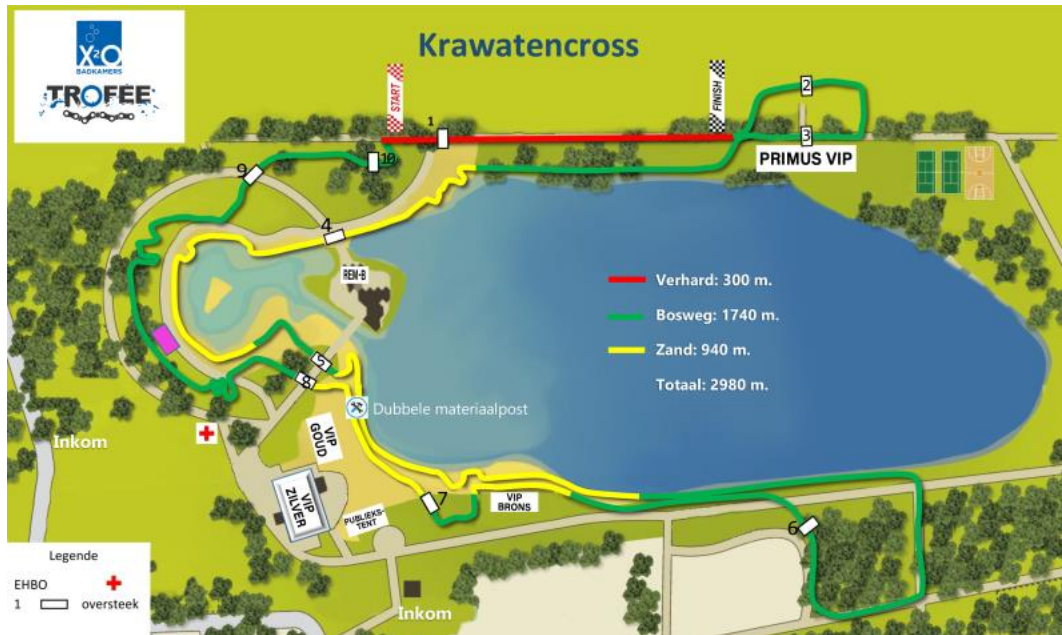 X²O
BADKAMERS
TROFÉE
Krawatencross
START
FINISH
1
2
3
PRIMUS VIP
10
9
4
REM-B
Verhard: 300 m.
Bosweg: 1740 m.
Zand: 940 m.
Totaal: 2980 m.
5
8
Dubbele materiaalpost
Inkom
VIP
GOUD
VIP
ZILVER
PUBLIEKS-
TENT
7
VIP
BRONS
6
Legende
EHBO
1 oversteek
Inkom